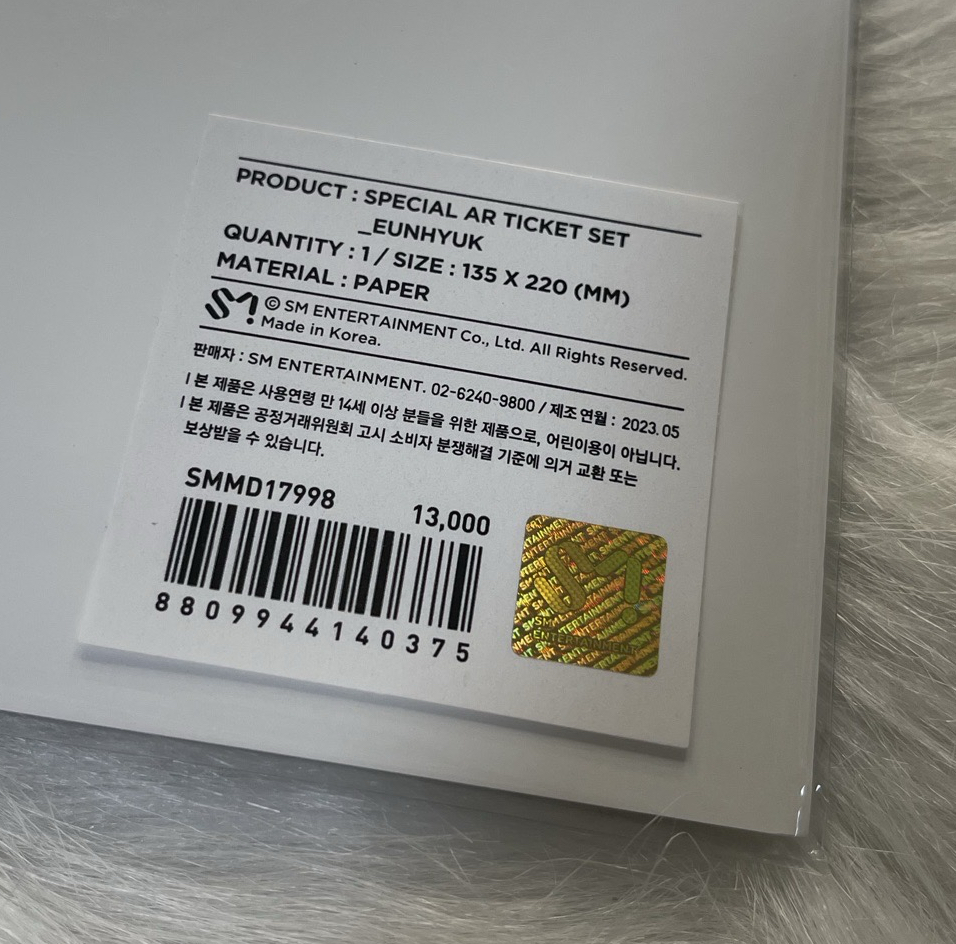 PRODUCT : SPECIAL AR TICKET SET
_EUNHYUK
QUANTITY : 1 / SIZE : 135 X 220 (MM)
MATERIAL : PAPER
SM! © SM ENTERTAINMENT Co., Ltd. All Rights Reserved.
Made in Korea.
판매자 : SM ENTERTAINMENT. 02-6240-9800 / 제조연월 : 2023. 05
l 본 제품은 사용연령 만 14세 이상 분들을 위한 제품으로, 어린이용이 아닙니다.
l 본 제품은 공정거래위원회 고시 소비자 분쟁해결 기준에 의거 교환 또는
보상받을 수 있습니다.
SMMD17998
13,000
8809944140375
SM
SM
ENTERTAINMENT